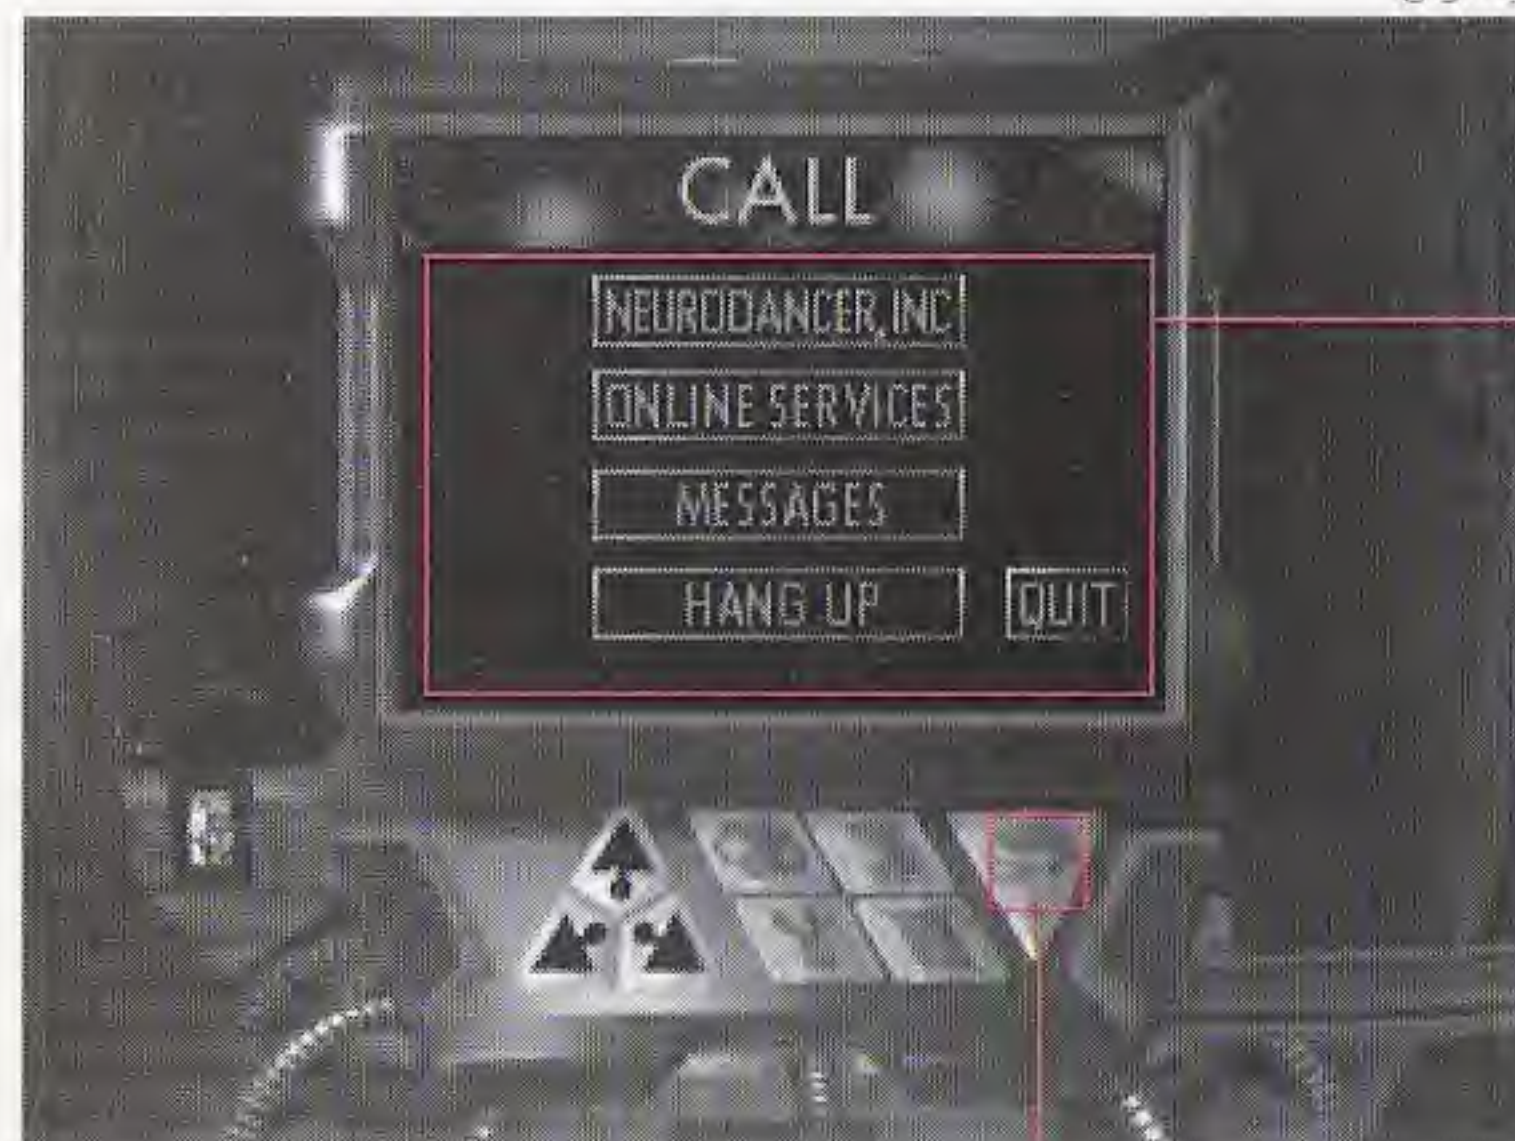 CALL
NEURODANCER, INC
ONLINE SERVICES
MESSAGES
HANG UP QUIT